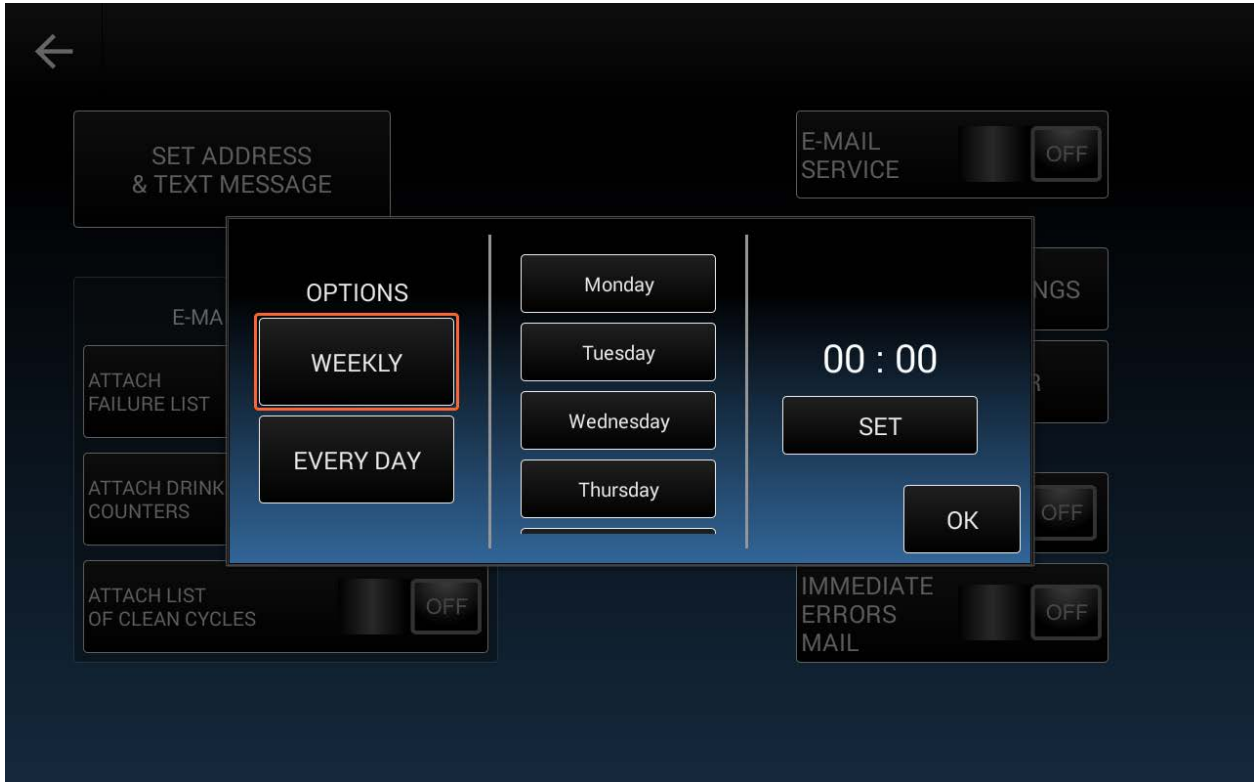 SET ADDRESS
& TEXT MESSAGE
E-MAIL
SERVICE
OFF
E-MA
ATTACH
FAILURE LIST
ATTACH DRINK
COUNTERS
ATTACH LIST
OF CLEAN CYCLES
OFF
OPTIONS
WEEKLY
EVERY DAY
Monday
Tuesday
Wednesday
Thursday
00 : 00
SET
OK
NGS
R
OFF
IMMEDIATE
ERRORS
MAIL
OFF